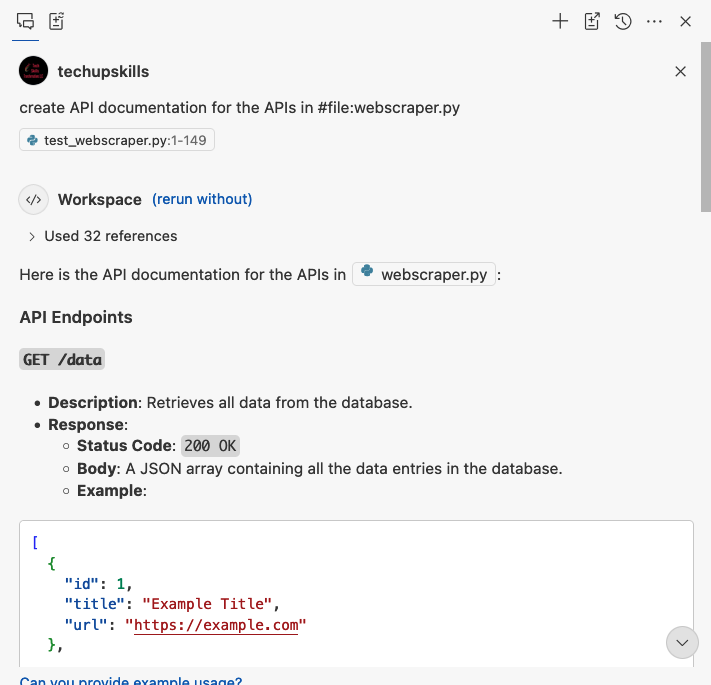 techupskills
create API documentation for the APIs in #file:webscraper.py
test_webscraper.py:1-149
Workspace (rerun without)
Used 32 references
Here is the API documentation for the APIs in webscraper.py :
API Endpoints
GET /data
• Description: Retrieves all data from the database.
• Response:
○ Status Code: 200 OK
○ Body: A JSON array containing all the data entries in the database.
○ Example:
[
{
"id": 1,
"title": "Example Title",
"url": "https://example.com"
},
Can you provide example usage?